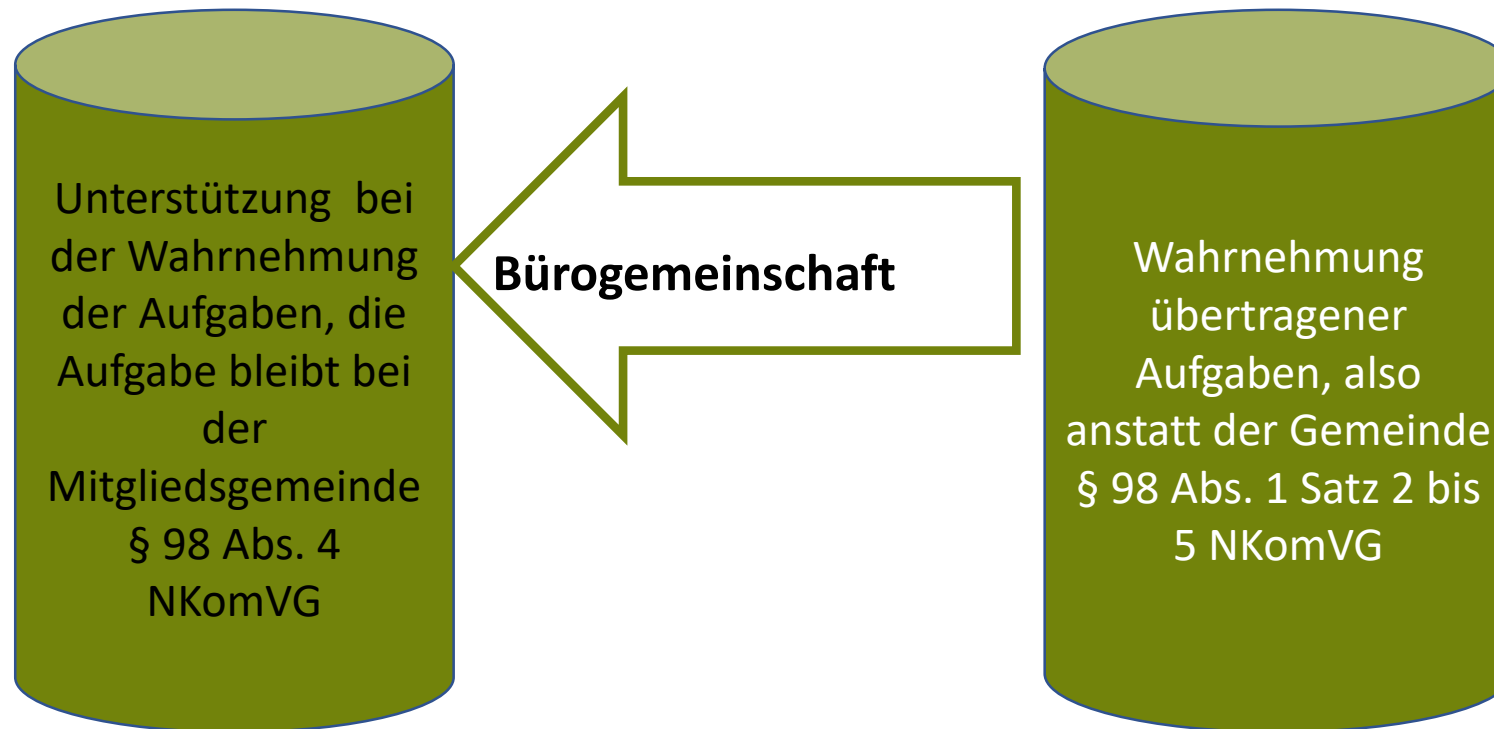 Unterstützung bei
der Wahrnehmung
der Aufgaben, die
Aufgabe bleibt bei
der
Mitgliedsgemeinde
§ 98 Abs. 4
NKomVG
Bürogemeinschaft
Wahrnehmung
übertragener
Aufgaben, also
anstatt der Gemeinde
§ 98 Abs. 1 Satz 2 bis
5 NKomVG